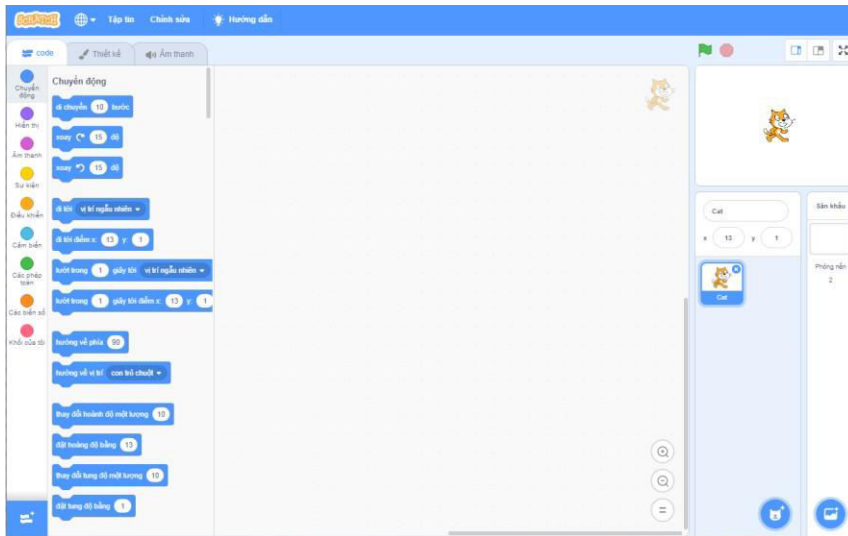 SCRATCH
Tập tin Chỉnh sửa Hướng dẫn
code Thiết kế Âm thanh
Chuyển động
Hiển thị
Âm thanh
Sự kiện
Điều khiển
Cảm biến
Các phép toán
Các biến số
Khối của tôi
Chuyển động
di chuyển 10 bước
xoay 15 độ
xoay 15 độ
đi tới vị trí ngẫu nhiên
đi tới điểm x: 13 y: 1
lướt trong 1 giây tới vị trí ngẫu nhiên
lướt trong 1 giây tới điểm x: 13 y: 1
hướng về phía 90
hướng về vị trí con trỏ chuột
thay đổi hoành độ một lượng 10
đặt hoàng độ bằng 13
thay đổi tung độ một lượng 10
đặt tung độ bằng 1
Cat
x 13 y 1
Cat
Sân khấu
Phông nền
2